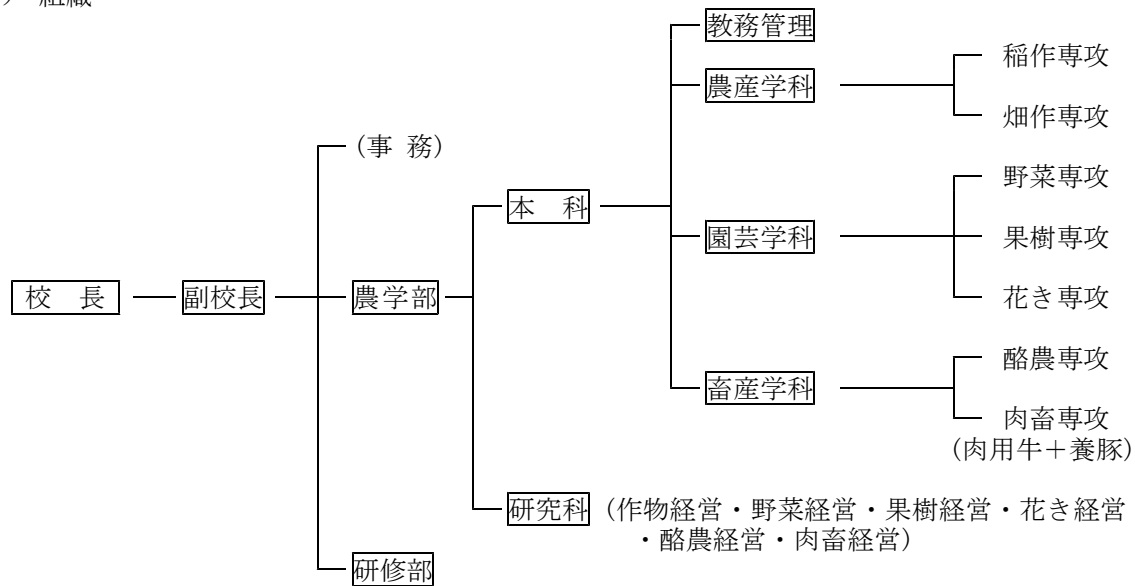 組織
教務管理
農産学科
稲作専攻
畑作専攻
(事 務)
本 科
野菜専攻
園芸学科
果樹専攻
校 長
副校長
農学部
花き専攻
畜産学科
酪農専攻
肉畜専攻
(肉用牛+養豚)
研究科 (作物経営・野菜経営・果樹経営・花き経営
・酪農経営・肉畜経営)
研修部